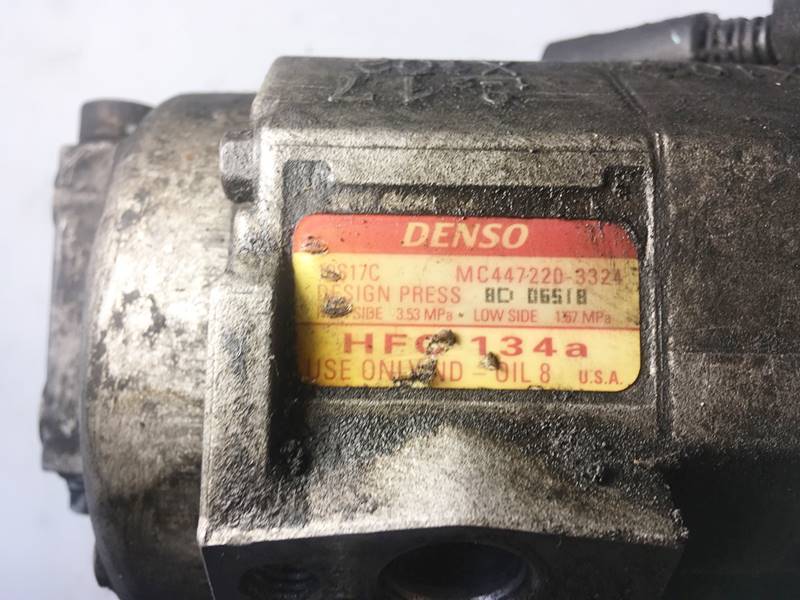 DENSO
MC447220-3324
DESIGN PRESS 8D 06518
3.53 MPa • LOW SIDE 1.67 MPa
HFC 134a
USE ONLY ND-OIL 8 U.S.A.